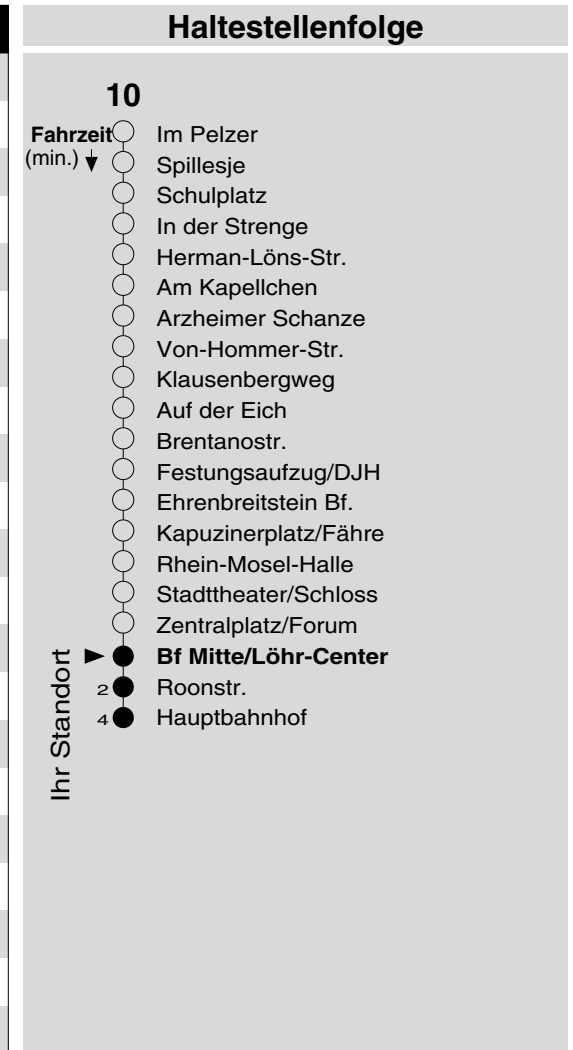 Haltestellenfolge
10
Fahrzeit
(min.)
Im Pelzer
Spillesje
Schulplatz
In der Strenge
Herman-Löns-Str.
Am Kapellchen
Arzheimer Schanze
Von-Hommer-Str.
Klausenbergweg
Auf der Eich
Brentanostr.
Festungsaufzug/DJH
Ehrenbreitstein Bf.
Kapuzinerplatz/Fähre
Rhein-Mosel-Halle
Stadttheater/Schloss
Zentralplatz/Forum
Bf Mitte/Löhr-Center
2 Roonstr.
4 Hauptbahnhof
Ihr Standort